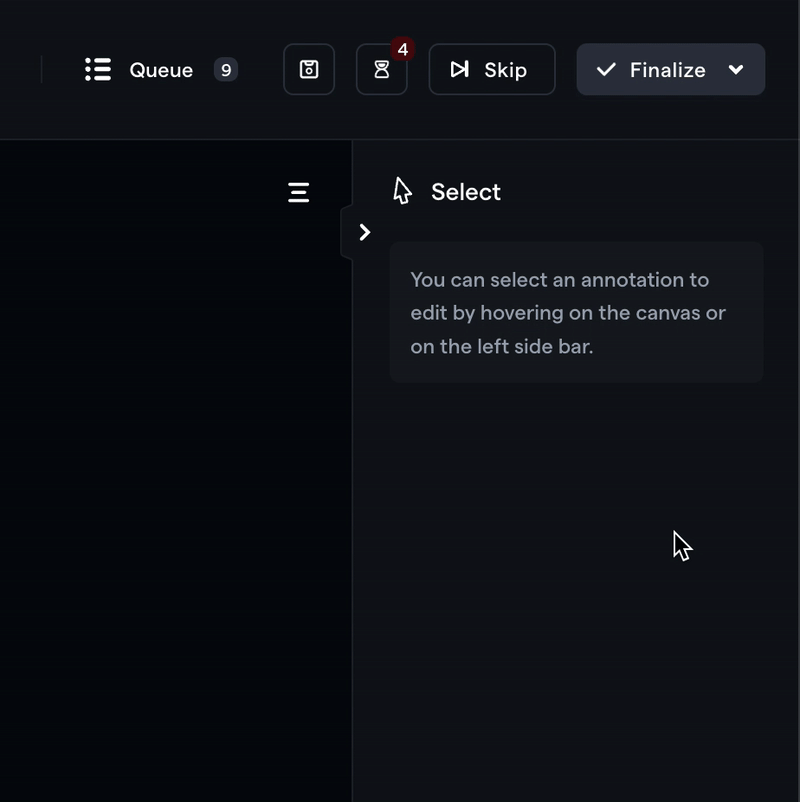 Queue 9
4
Skip
Finalize
Select
You can select an annotation to
edit by hovering on the canvas or
on the left side bar.